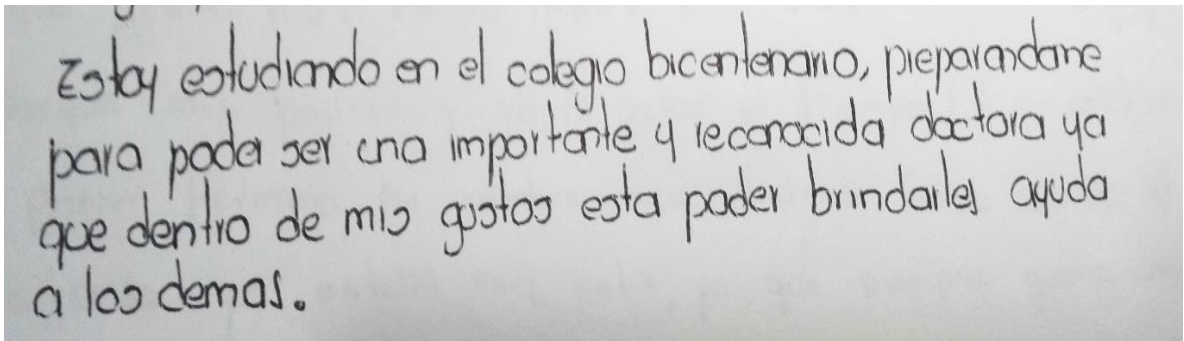 Estoy estudiando en el colegio bicentenario, preparandome
para poder ser una importante y reconocida doctora ya
que dentro de mis gustos esta poder brindarles ayuda
a los demas.